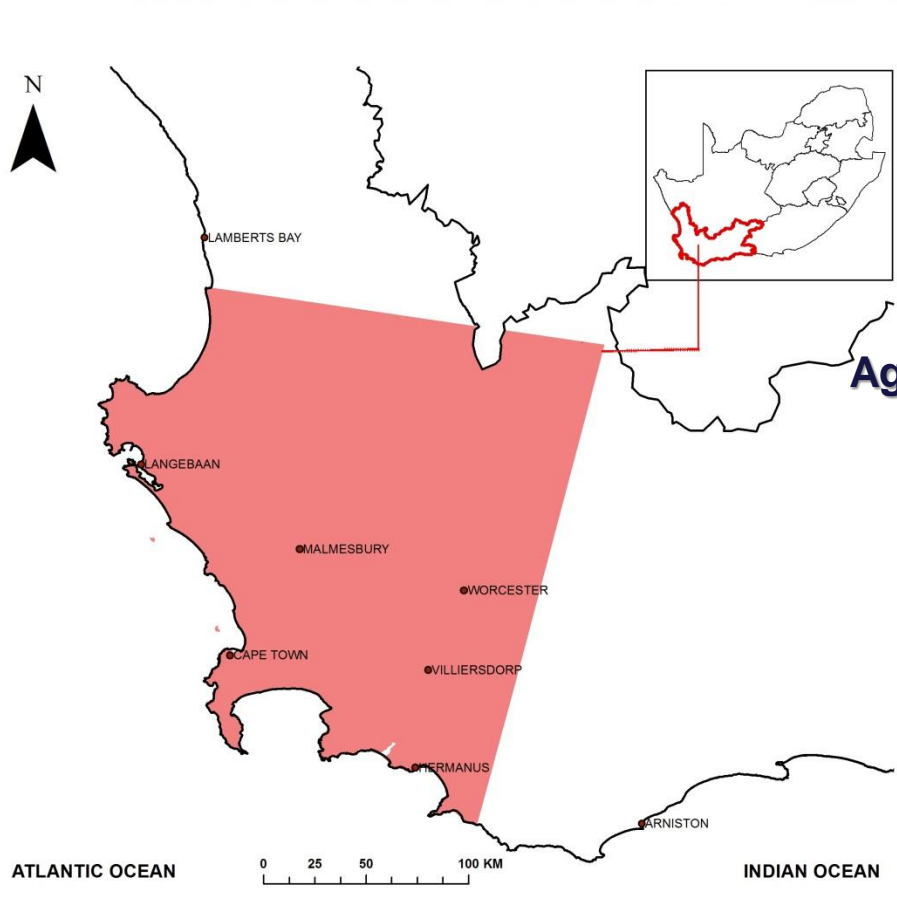 N
LAMBERTS BAY
Ag
LANGEBAAN
MALMESBURY
WORCESTER
CAPE TOWN
VILLIERSDORP
HERMANUS
ARNISTON
0 25 50 100 KM
ATLANTIC OCEAN
INDIAN OCEAN